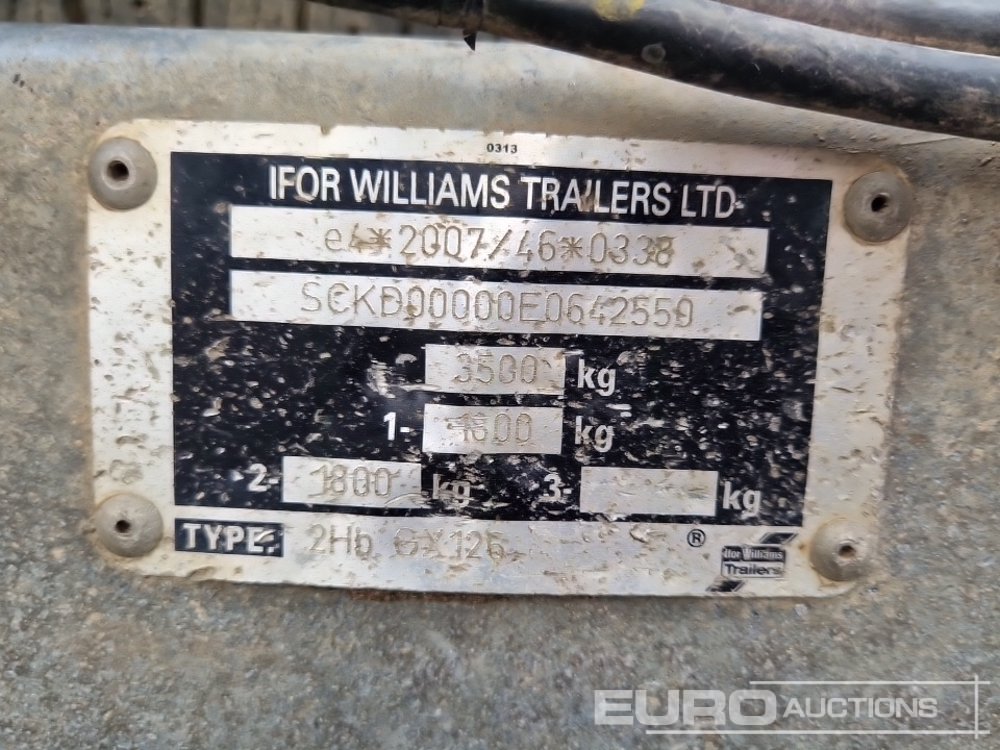 0313
IFOR WILLIAMS TRAILERS LTD
e4*2007/46*0338
SCKD00000E0642559
3500 kg
1- 1800 kg
2- 1800 kg 3- kg
TYPE: 2Hb GX126 ®
Ifor Williams
Trailers
EURO AUCTIONS